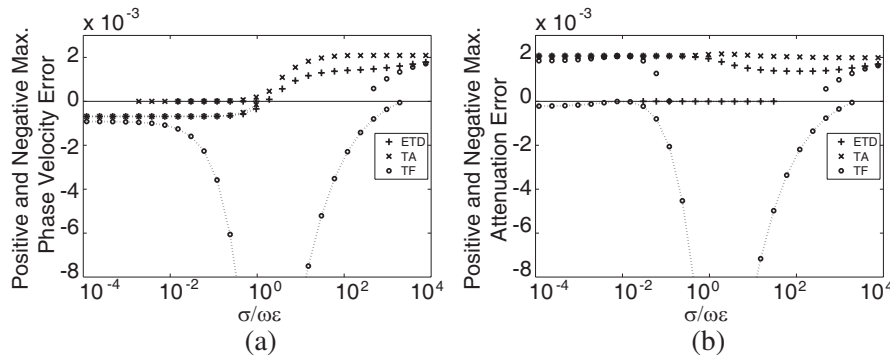 x 10⁻³
Positive and Negative Max.
Phase Velocity Error
2
0
-2
-4
-6
-8
+ ETD
× TA
o TF
10⁻⁴ 10⁻² 10⁰ 10² 10⁴
σ/ωε
(a)
x 10⁻³
Positive and Negative Max.
Attenuation Error
2
0
-2
-4
-6
-8
+ ETD
× TA
o TF
10⁻⁴ 10⁻² 10⁰ 10² 10⁴
σ/ωε
(b)